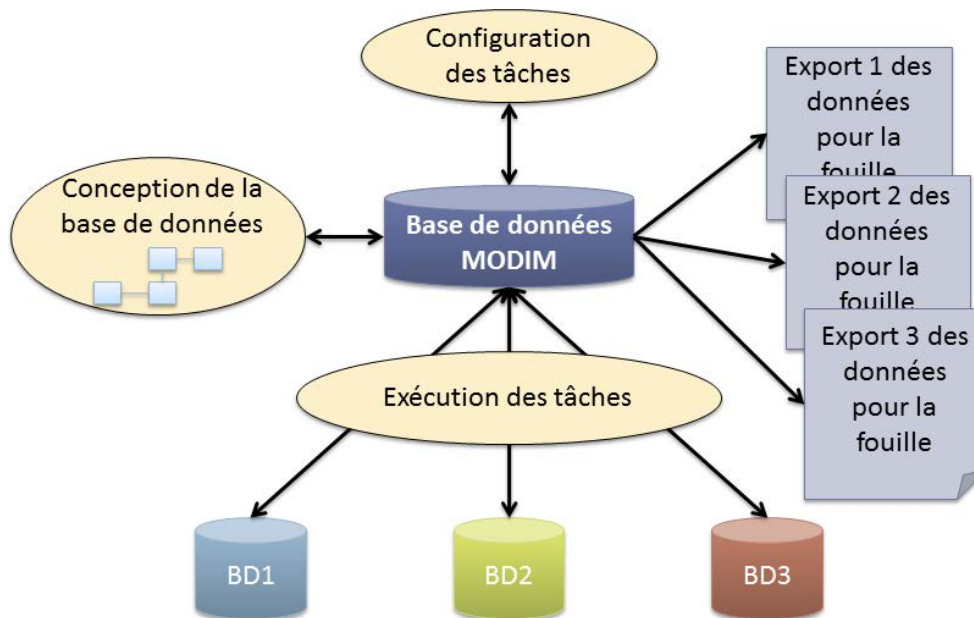 Configuration
des tâches
Export 1 des
données
pour la
fouille
Conception de la
base de données
Base de données
MODIM
Export 2 des
données
pour la
fouille
Export 3 des
données
pour la
fouille
Exécution des tâches
BD1
BD2
BD3